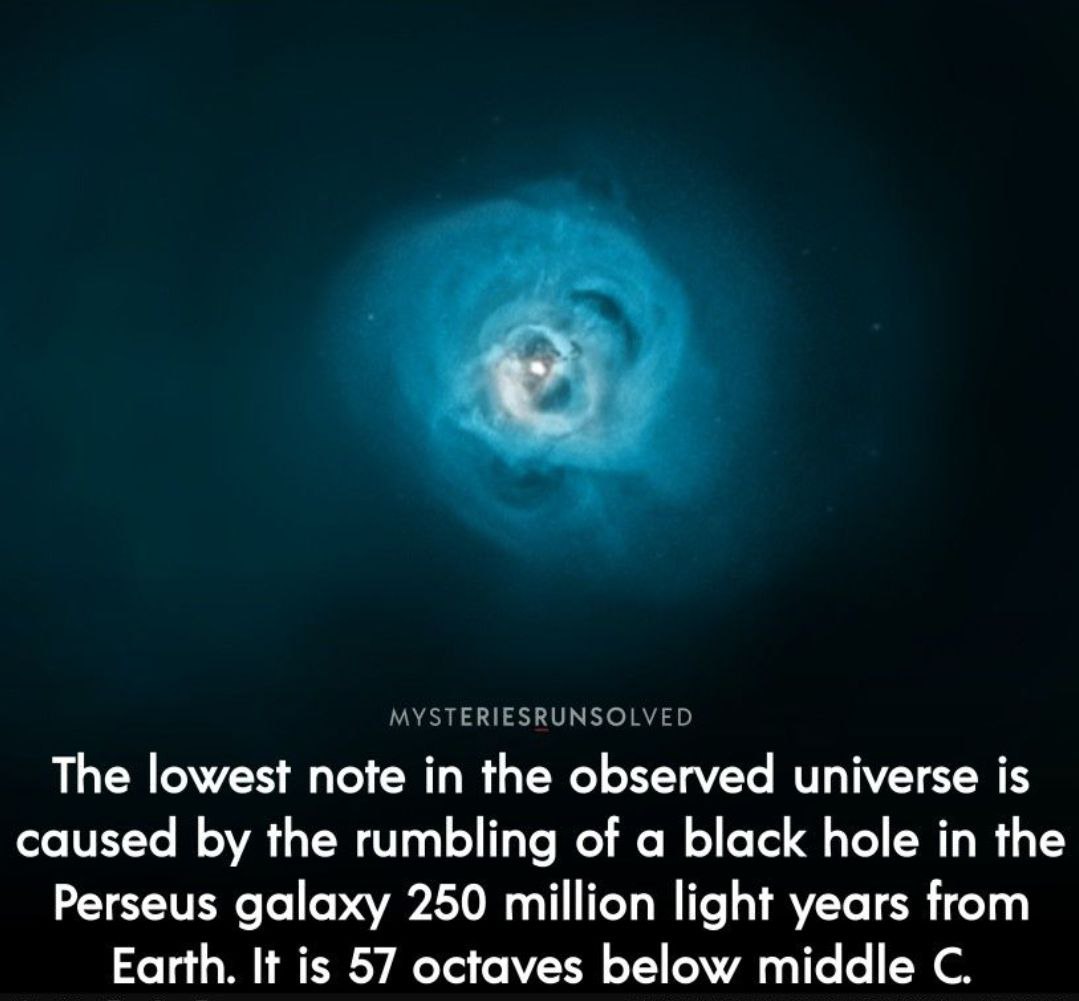 MYSTERIESRUNSOLVED
The lowest note in the observed universe is
caused by the rumbling of a black hole in the
Perseus galaxy 250 million light years from
Earth. It is 57 octaves below middle C.